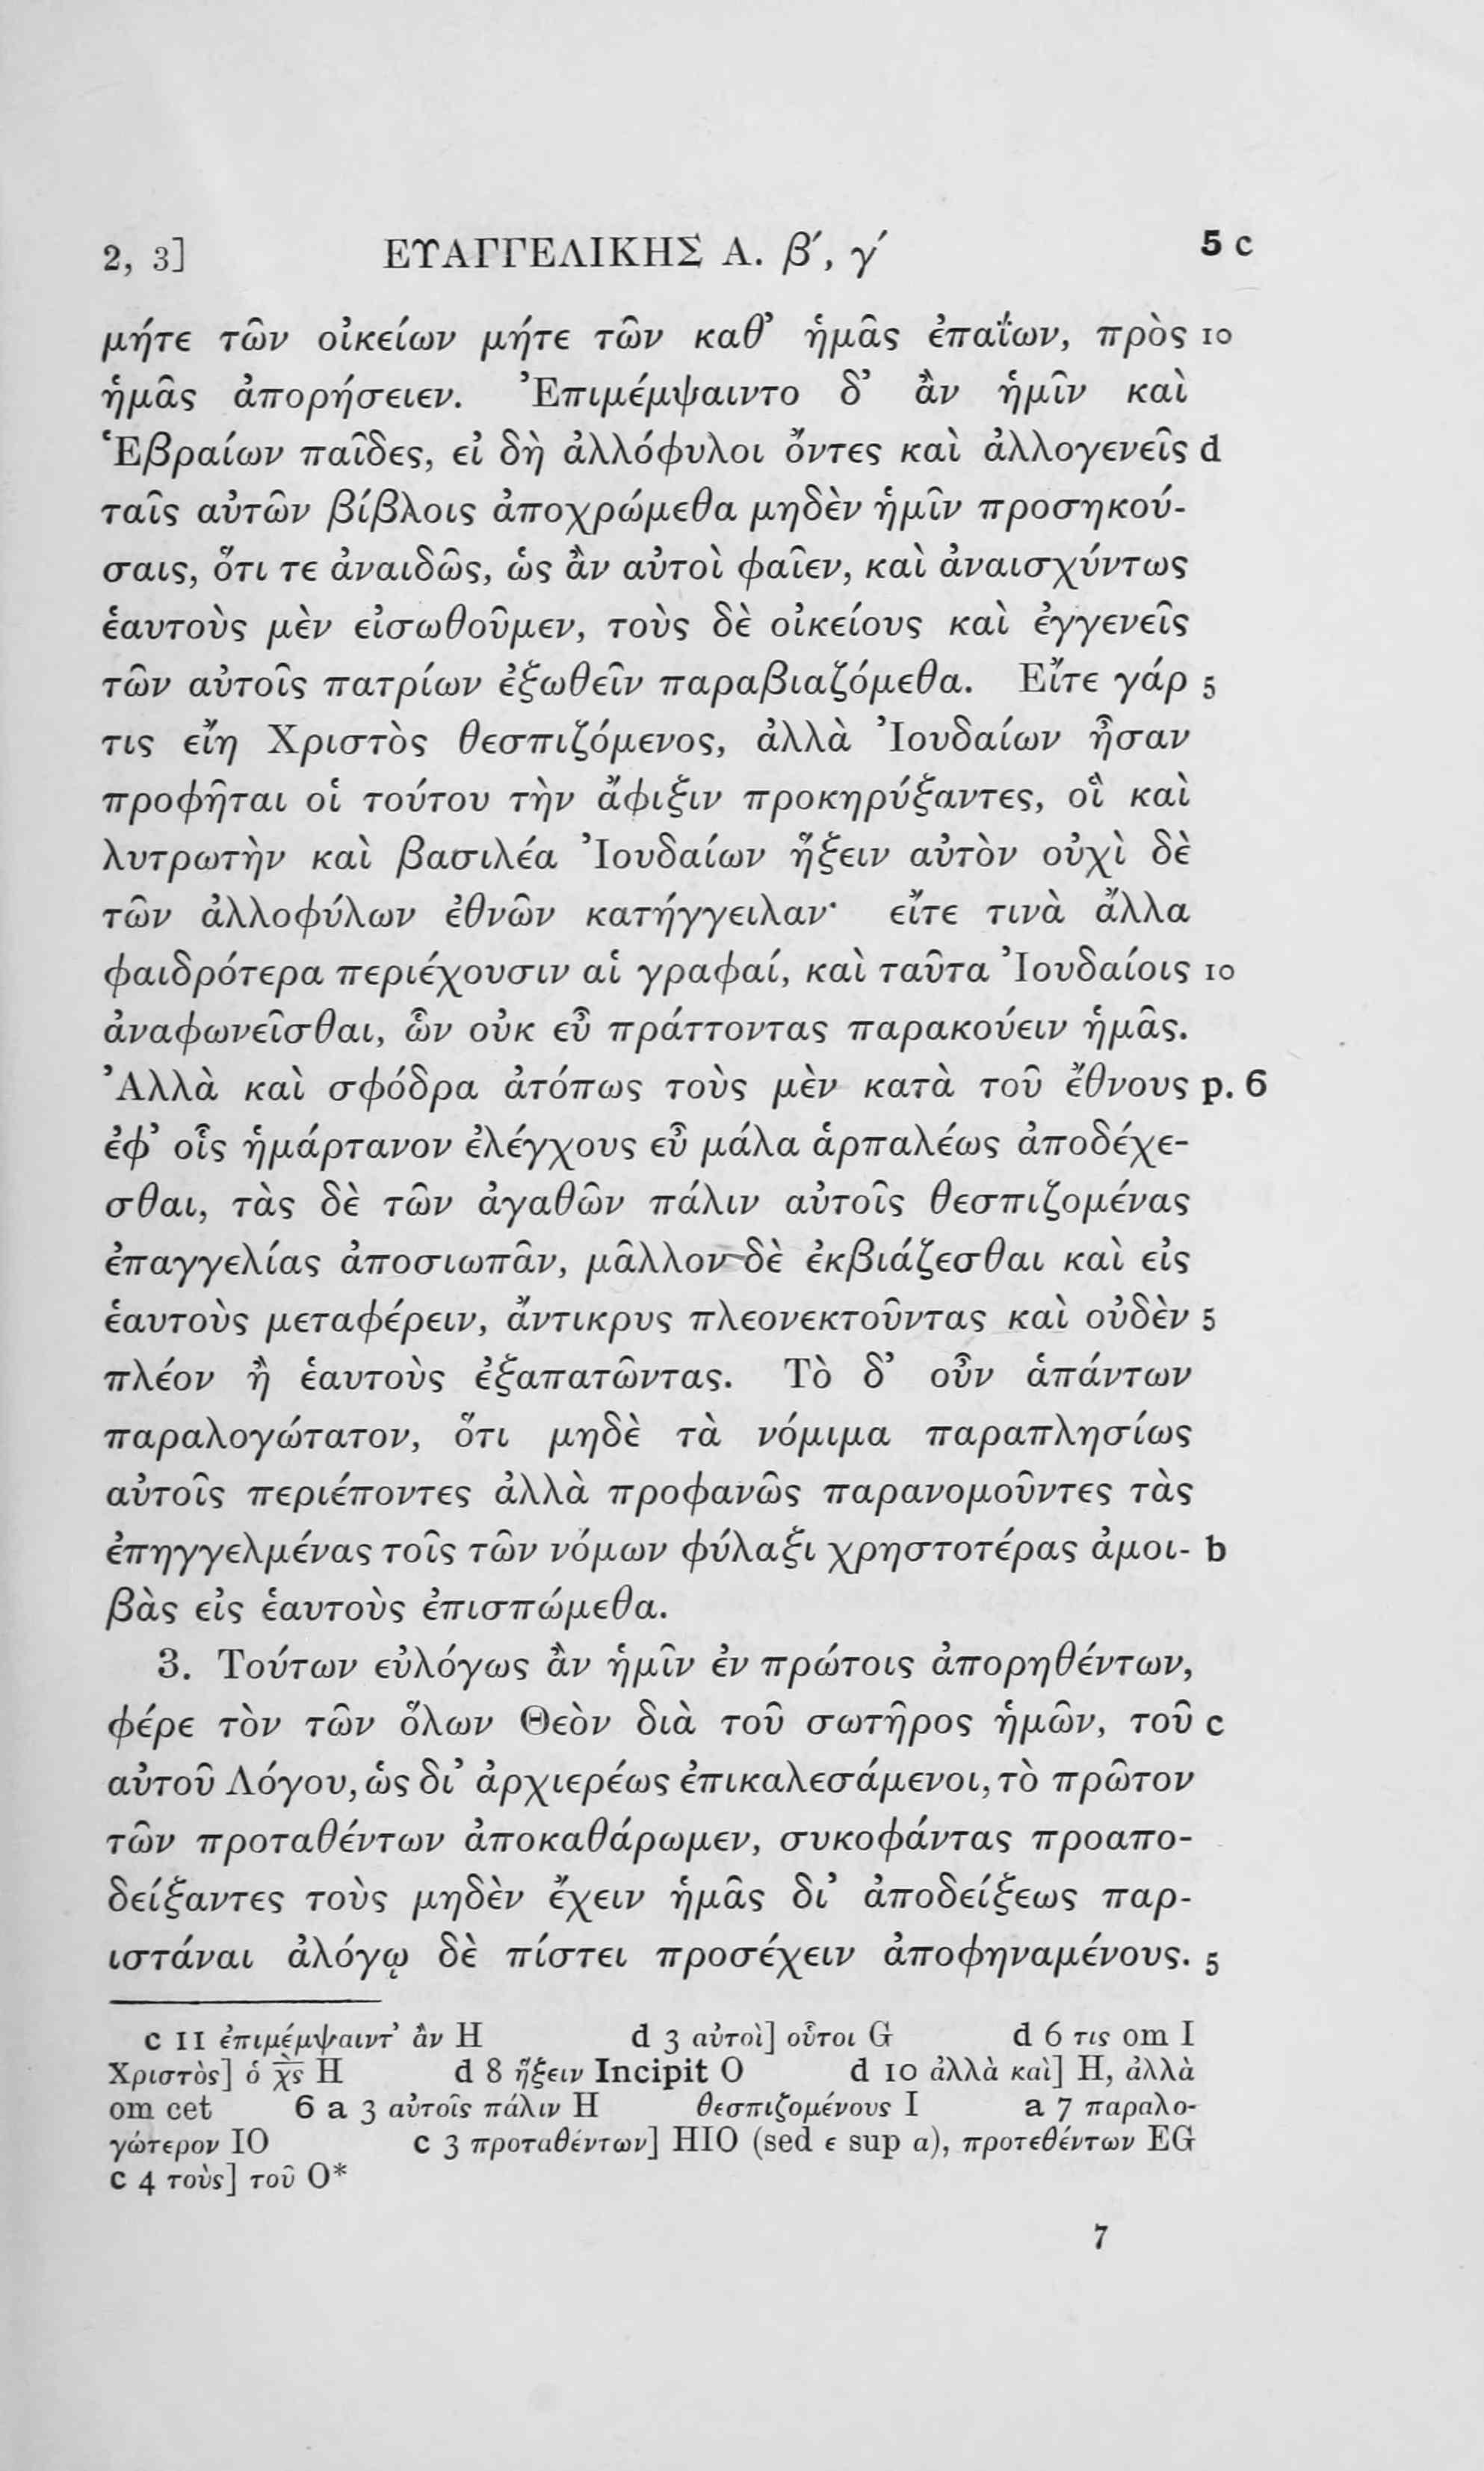 2, 3] ΕΥΑΓΓΕΛΙΚΗΣ Α. β′, γ′ 5 c
μήτε τῶν οἰκείων μήτε τῶν καθ’ ἡμᾶς ἐπαΐων, πρὸς 10
ἡμᾶς ἀπορήσειεν. Ἐπιμέμψαιντο δ’ ἂν ἡμῖν καὶ
Ἑβραίων παῖδες, εἰ δὴ ἀλλόφυλοι ὄντες καὶ ἀλλογενεῖς d
ταῖς αὐτῶν βίβλοις ἀποχρώμεθα μηδὲν ἡμῖν προσηκού-
σαις, ὅτι τε ἀναιδῶς, ὡς ἂν αὐτοὶ φαῖεν, καὶ ἀναισχύντως
ἑαυτοὺς μὲν εἰσωθοῦμεν, τοὺς δὲ οἰκείους καὶ ἐγγενεῖς
τῶν αὐτοῖς πατρίων ἐξωθεῖν παραβιαζόμεθα. Εἴτε γάρ 5
τις εἴη Χριστὸς θεσπιζόμενος, ἀλλὰ Ἰουδαίων ἦσαν
προφῆται οἱ τούτου τὴν ἄφιξιν προκηρύξαντες, οἳ καὶ
λυτρωτὴν καὶ βασιλέα Ἰουδαίων ἥξειν αὐτὸν οὐχὶ δὲ
τῶν ἀλλοφύλων ἐθνῶν κατήγγειλαν· εἴτε τινὰ ἄλλα
φαιδρότερα περιέχουσιν αἱ γραφαί, καὶ ταῦτα Ἰουδαίοις 10
ἀναφωνεῖσθαι, ὧν οὐκ εὖ πράττοντας παρακούειν ἡμᾶς.
Ἀλλὰ καὶ σφόδρα ἀτόπως τοὺς μὲν κατὰ τοῦ ἔθνους p. 6
ἐφ’ οἷς ἡμάρτανον ἐλέγχους εὖ μάλα ἁρπαλέως ἀποδέχε-
σθαι, τὰς δὲ τῶν ἀγαθῶν πάλιν αὐτοῖς θεσπιζομένας
ἐπαγγελίας ἀποσιωπᾶν, μᾶλλον δὲ ἐκβιάζεσθαι καὶ εἰς
ἑαυτοὺς μεταφέρειν, ἄντικρυς πλεονεκτοῦντας καὶ οὐδὲν 5
πλέον ἢ ἑαυτοὺς ἐξαπατῶντας. Τὸ δ’ οὖν ἁπάντων
παραλογώτατον, ὅτι μηδὲ τὰ νόμιμα παραπλησίως
αὐτοῖς περιέποντες ἀλλὰ προφανῶς παρανομοῦντες τὰς
ἐπηγγελμένας τοῖς τῶν νόμων φύλαξι χρηστοτέρας ἀμοι- b
βὰς εἰς ἑαυτοὺς ἐπισπώμεθα.
3. Τούτων εὐλόγως ἂν ἡμῖν ἐν πρώτοις ἀπορηθέντων,
φέρε τὸν τῶν ὅλων Θεὸν διὰ τοῦ σωτῆρος ἡμῶν, τοῦ c
αὐτοῦ Λόγου, ὡς δι’ ἀρχιερέως ἐπικαλεσάμενοι, τὸ πρῶτον
τῶν προταθέντων ἀποκαθάρωμεν, συκοφάντας προαπο-
δείξαντες τοὺς μηδὲν ἔχειν ἡμᾶς δι’ ἀποδείξεως παρ-
ιστάναι ἀλόγῳ δὲ πίστει προσέχειν ἀποφηναμένους. 5
c 11 ἐπιμέμψαιντ’ ἂν H d 3 αὐτοὶ] οὗτοι G d 6 τις om I
Χριστὸς] ὁ χ̅ς̅ H d 8 ἥξειν Incipit O d 10 ἀλλὰ καὶ] H, ἀλλὰ
om cet 6 a 3 αὐτοῖς πάλιν H θεσπιζομένους I a 7 παραλο-
γώτερον IO c 3 προταθέντων] HIO (sed ε sup α), προτεθέντων EG
c 4 τοὺς] τοῦ O*
7